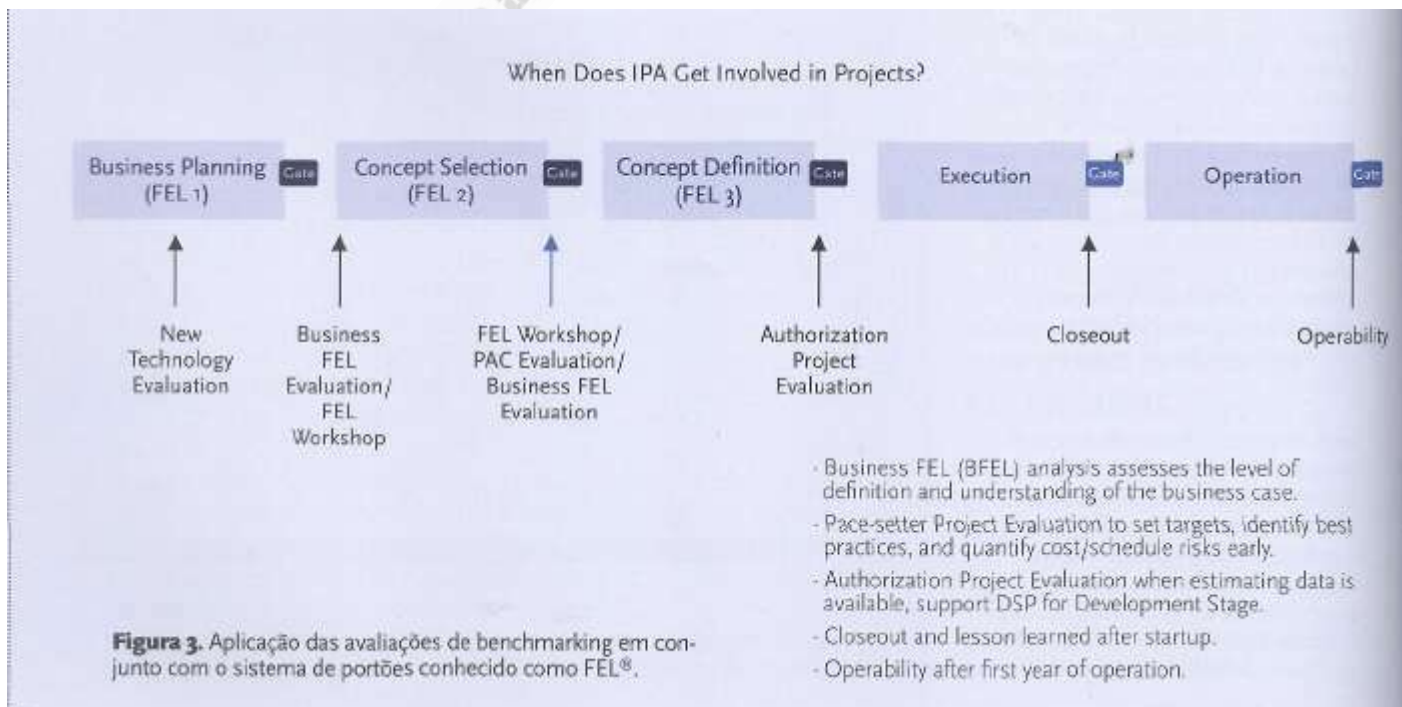 When Does IPA Get Involved in Projects?
Business Planning
(FEL 1)
Gate
Concept Selection
(FEL 2)
Gate
Concept Definition
(FEL 3)
Gate
Execution
Gate
Operation
Gate
New
Technology
Evaluation
Business
FEL
Evaluation/
FEL
Workshop
FEL Workshop/
PAC Evaluation/
Business FEL
Evaluation
Authorization
Project
Evaluation
Closeout
Operability
- Business FEL (BFEL) analysis assesses the level of
definition and understanding of the business case.
- Pace-setter Project Evaluation to set targets, identify best
practices, and quantify cost/schedule risks early.
- Authorization Project Evaluation when estimating data is
available, support DSP for Development Stage.
- Closeout and lesson learned after startup.
- Operability after first year of operation.
Figura 3. Aplicação das avaliações de benchmarking em con-
junto com o sistema de portões conhecido como FEL®.